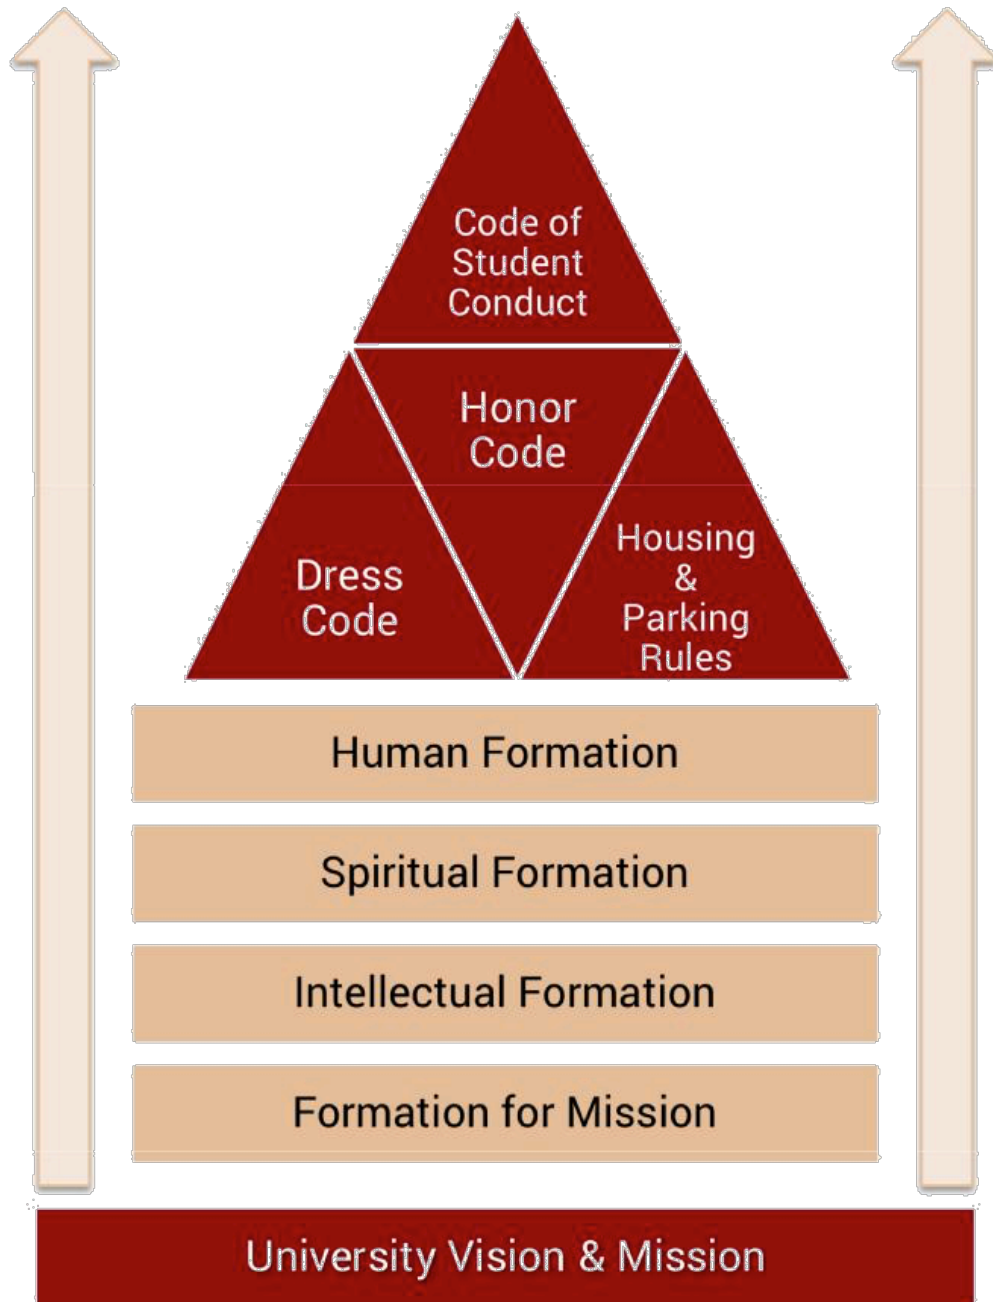 Code of
Student
Conduct
Honor
Code
Dress
Code
Housing
&
Parking
Rules
Human Formation
Spiritual Formation
Intellectual Formation
Formation for Mission
University Vision & Mission